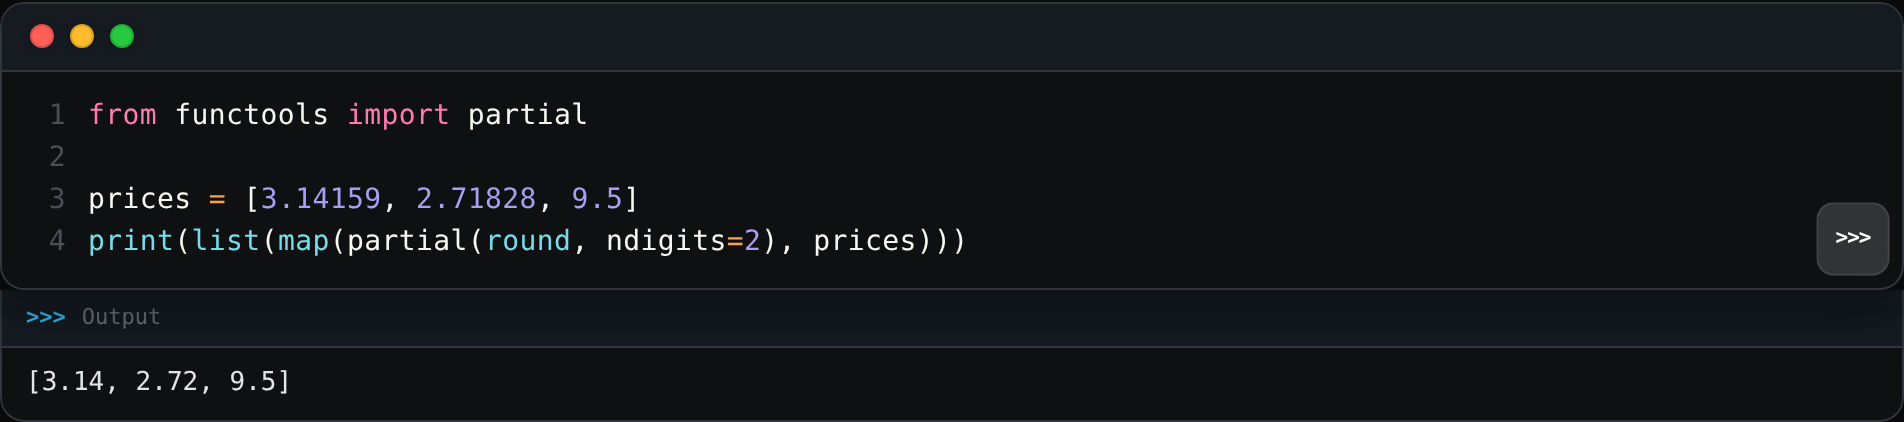 1 from functools import partial
2
3 prices = [3.14159, 2.71828, 9.5]
4 print(list(map(partial(round, ndigits=2), prices)))
>>>
>>> Output
[3.14, 2.72, 9.5]